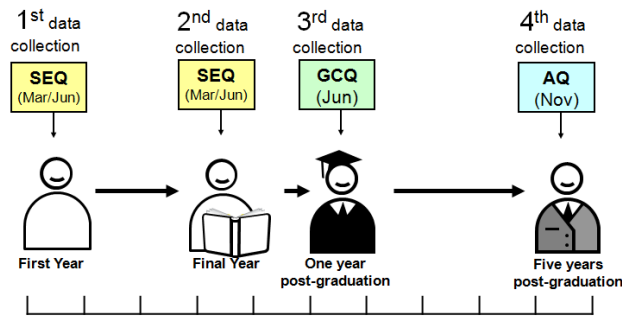 1st data
collection
SEQ
(Mar/Jun)
First Year
2nd data
collection
SEQ
(Mar/Jun)
Final Year
3rd data
collection
GCQ
(Jun)
One year
post-graduation
4th data
collection
AQ
(Nov)
Five years
post-graduation